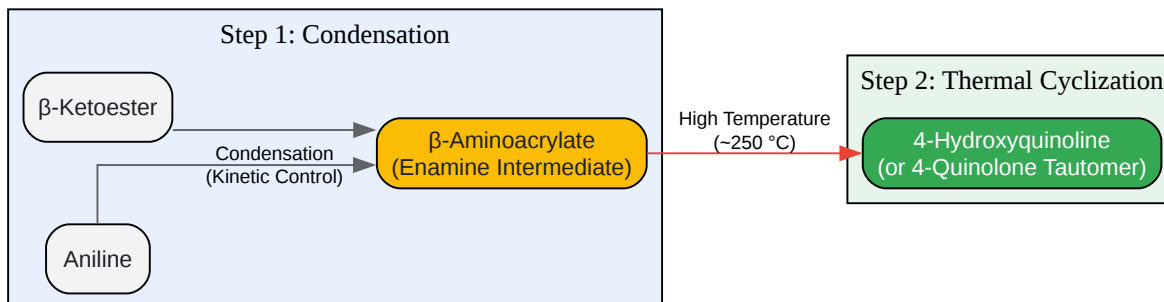 Step 1: Condensation
β-Ketoester
Aniline
Condensation
(Kinetic Control)
β-Aminoacrylate
(Enamine Intermediate)
High Temperature
(~250 °C)
Step 2: Thermal Cyclization
4-Hydroxyquinoline
(or 4-Quinolone Tautomer)